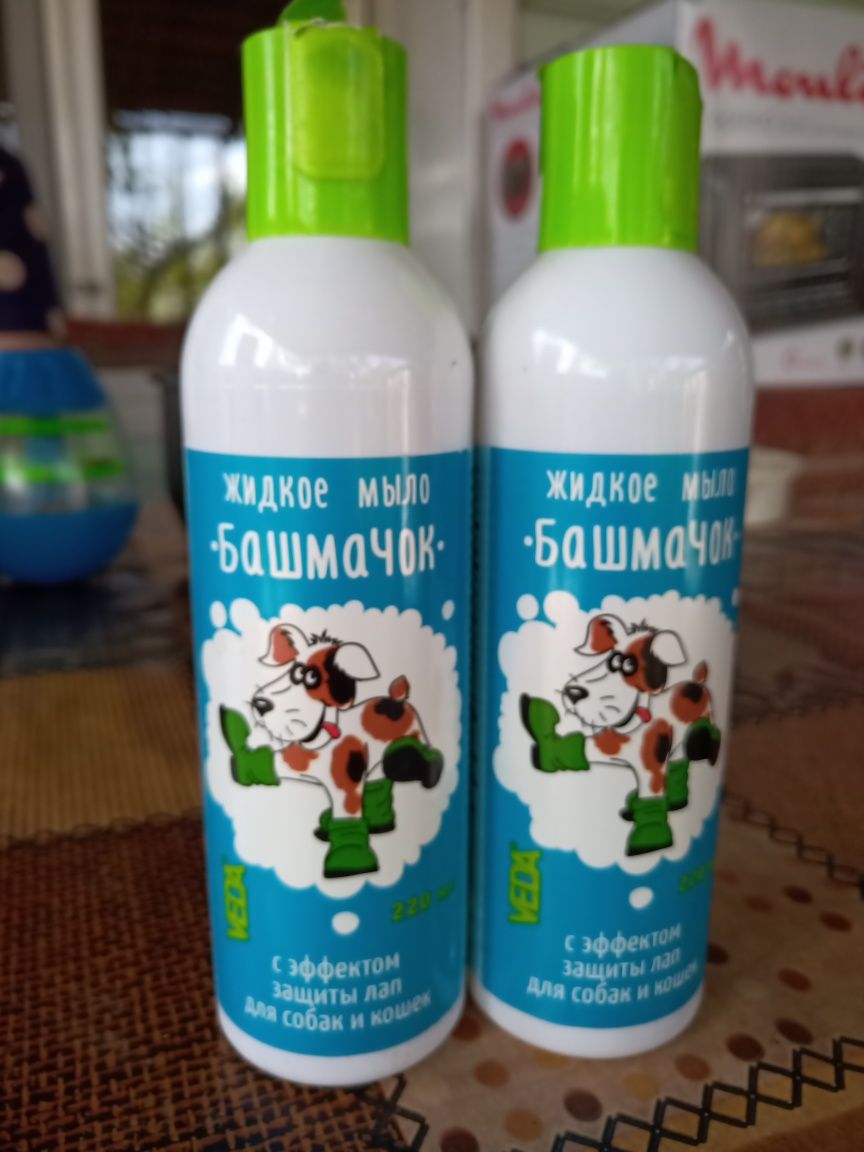 жидкое мыло
·Башмачок·
VEDA
220 мл
с эффектом
защиты лап
для собак и кошек
жидкое мыло
·Башмачок·
VEDA
220
с эффектом
защиты лап
для собак и кошек